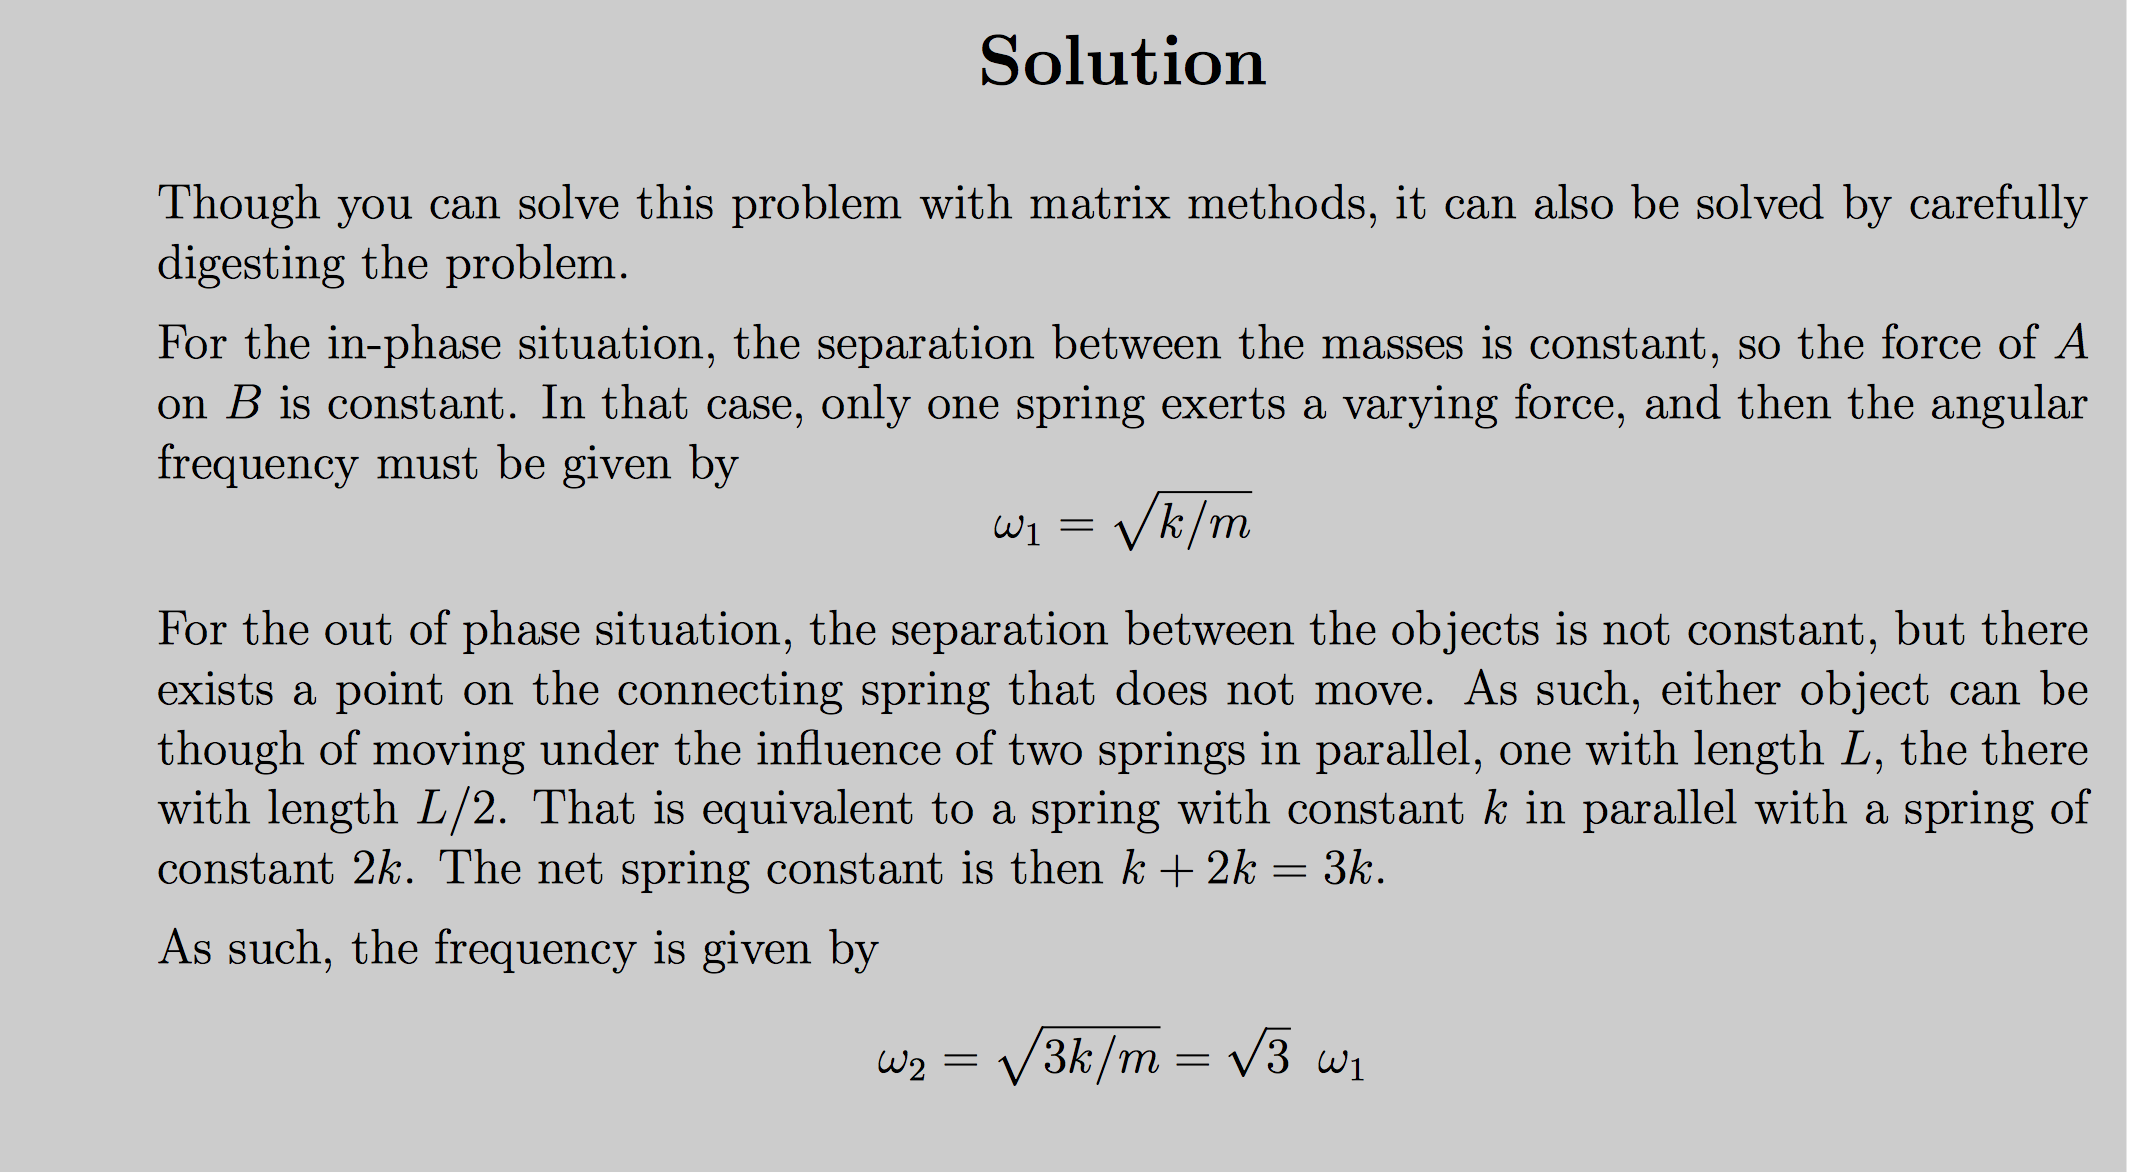 Solution
Though you can solve this problem with matrix methods, it can also be solved by carefully
digesting the problem.
For the in-phase situation, the separation between the masses is constant, so the force of A
on B is constant. In that case, only one spring exerts a varying force, and then the angular
frequency must be given by
ω₁ = √k/m
For the out of phase situation, the separation between the objects is not constant, but there
exists a point on the connecting spring that does not move. As such, either object can be
though of moving under the influence of two springs in parallel, one with length L, the there
with length L/2. That is equivalent to a spring with constant k in parallel with a spring of
constant 2k. The net spring constant is then k + 2k = 3k.
As such, the frequency is given by
ω₂ = √3k/m = √3 ω₁